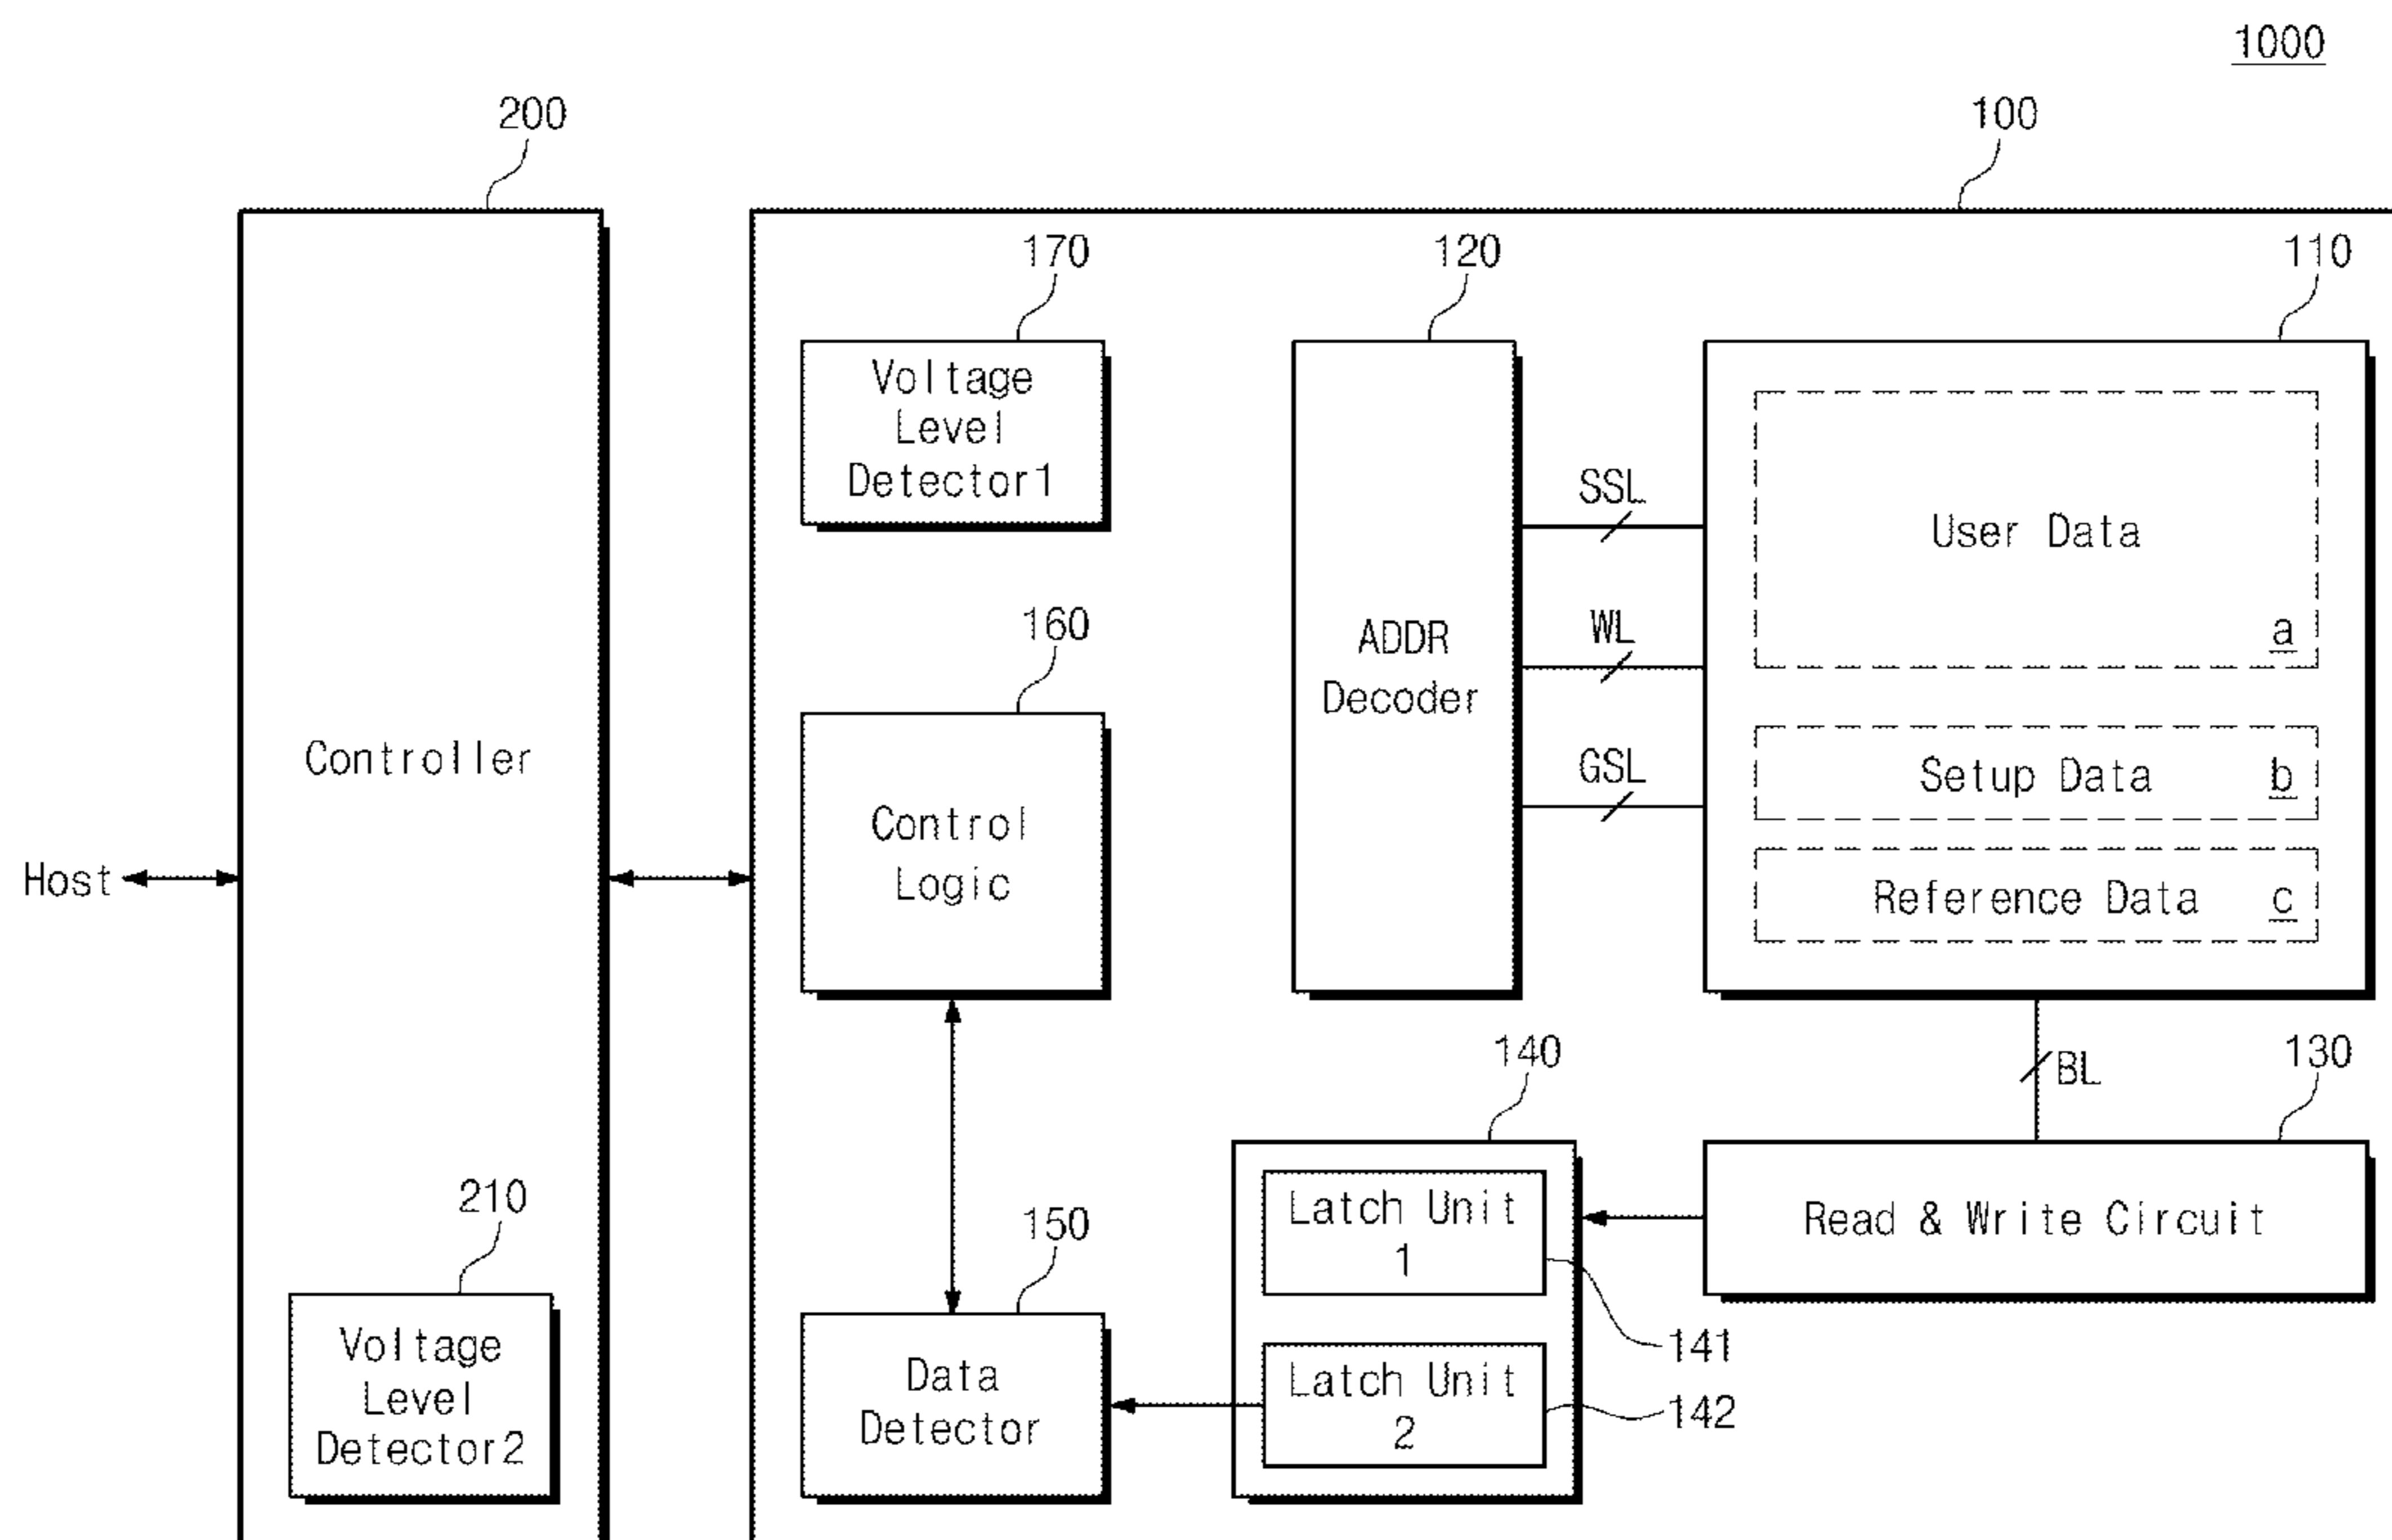 1000
200
100
170
120
110
Voltage
Level
Detector1
SSL
User Data
a
160
WL
ADDR
Decoder
GSL
Setup Data b
Controller
Control
Logic
Host
Reference Data c
140
130
BL
210
150
Latch Unit
1
Read & Write Circuit
141
Voltage
Level
Detector2
Data
Detector
Latch Unit
2
142